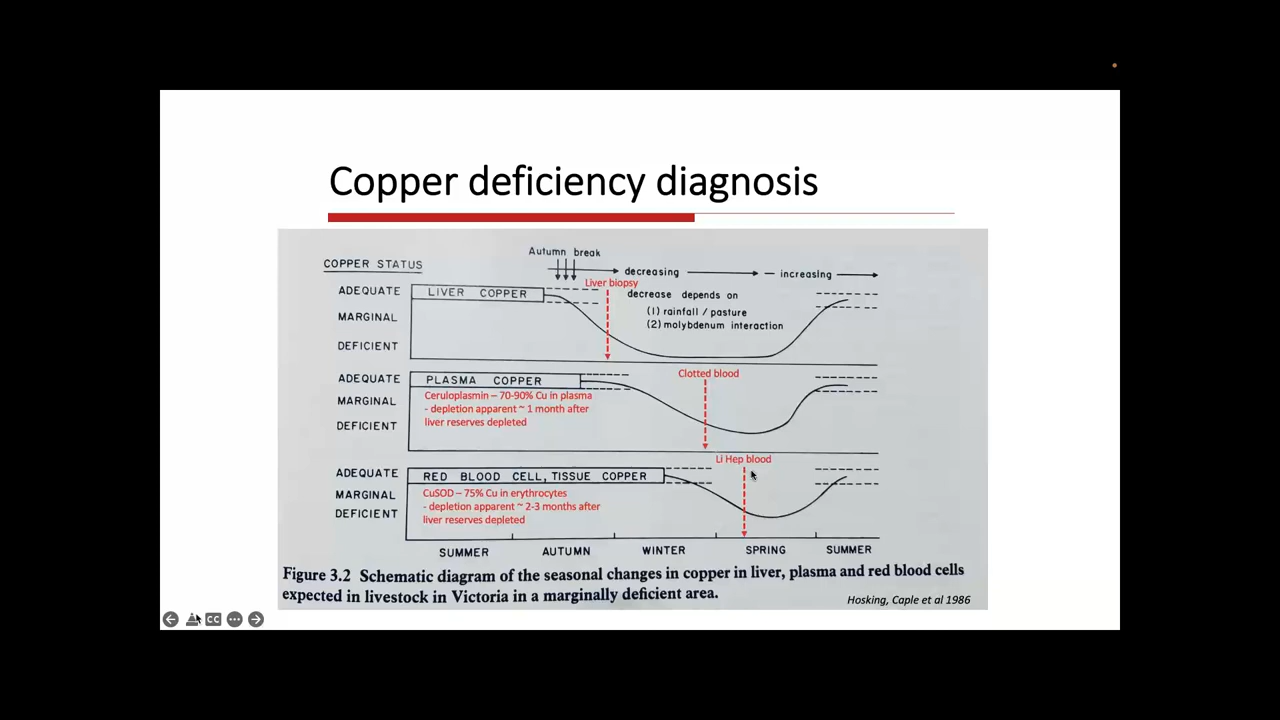 Copper deficiency diagnosis
Autumn break
COPPER STATUS
decreasing
increasing
Liver biopsy
ADEQUATE
LIVER COPPER
decrease depends on
(1) rainfall / pasture
MARGINAL
(2) molybdenum interaction
DEFICIENT
Clotted blood
ADEQUATE
PLASMA COPPER
Ceruloplasmin – 70-90% Cu in plasma
MARGINAL
- depletion apparent ~ 1 month after
liver reserves depleted
DEFICIENT
Li Hep blood
ADEQUATE
RED BLOOD CELL, TISSUE COPPER
MARGINAL
CuSOD – 75% Cu in erythrocytes
- depletion apparent ~ 2-3 months after
DEFICIENT
liver reserves depleted
SUMMER AUTUMN WINTER SPRING SUMMER
Figure 3.2 Schematic diagram of the seasonal changes in copper in liver, plasma and red blood cells
expected in livestock in Victoria in a marginally deficient area.
Hosking, Caple et al 1986
CC